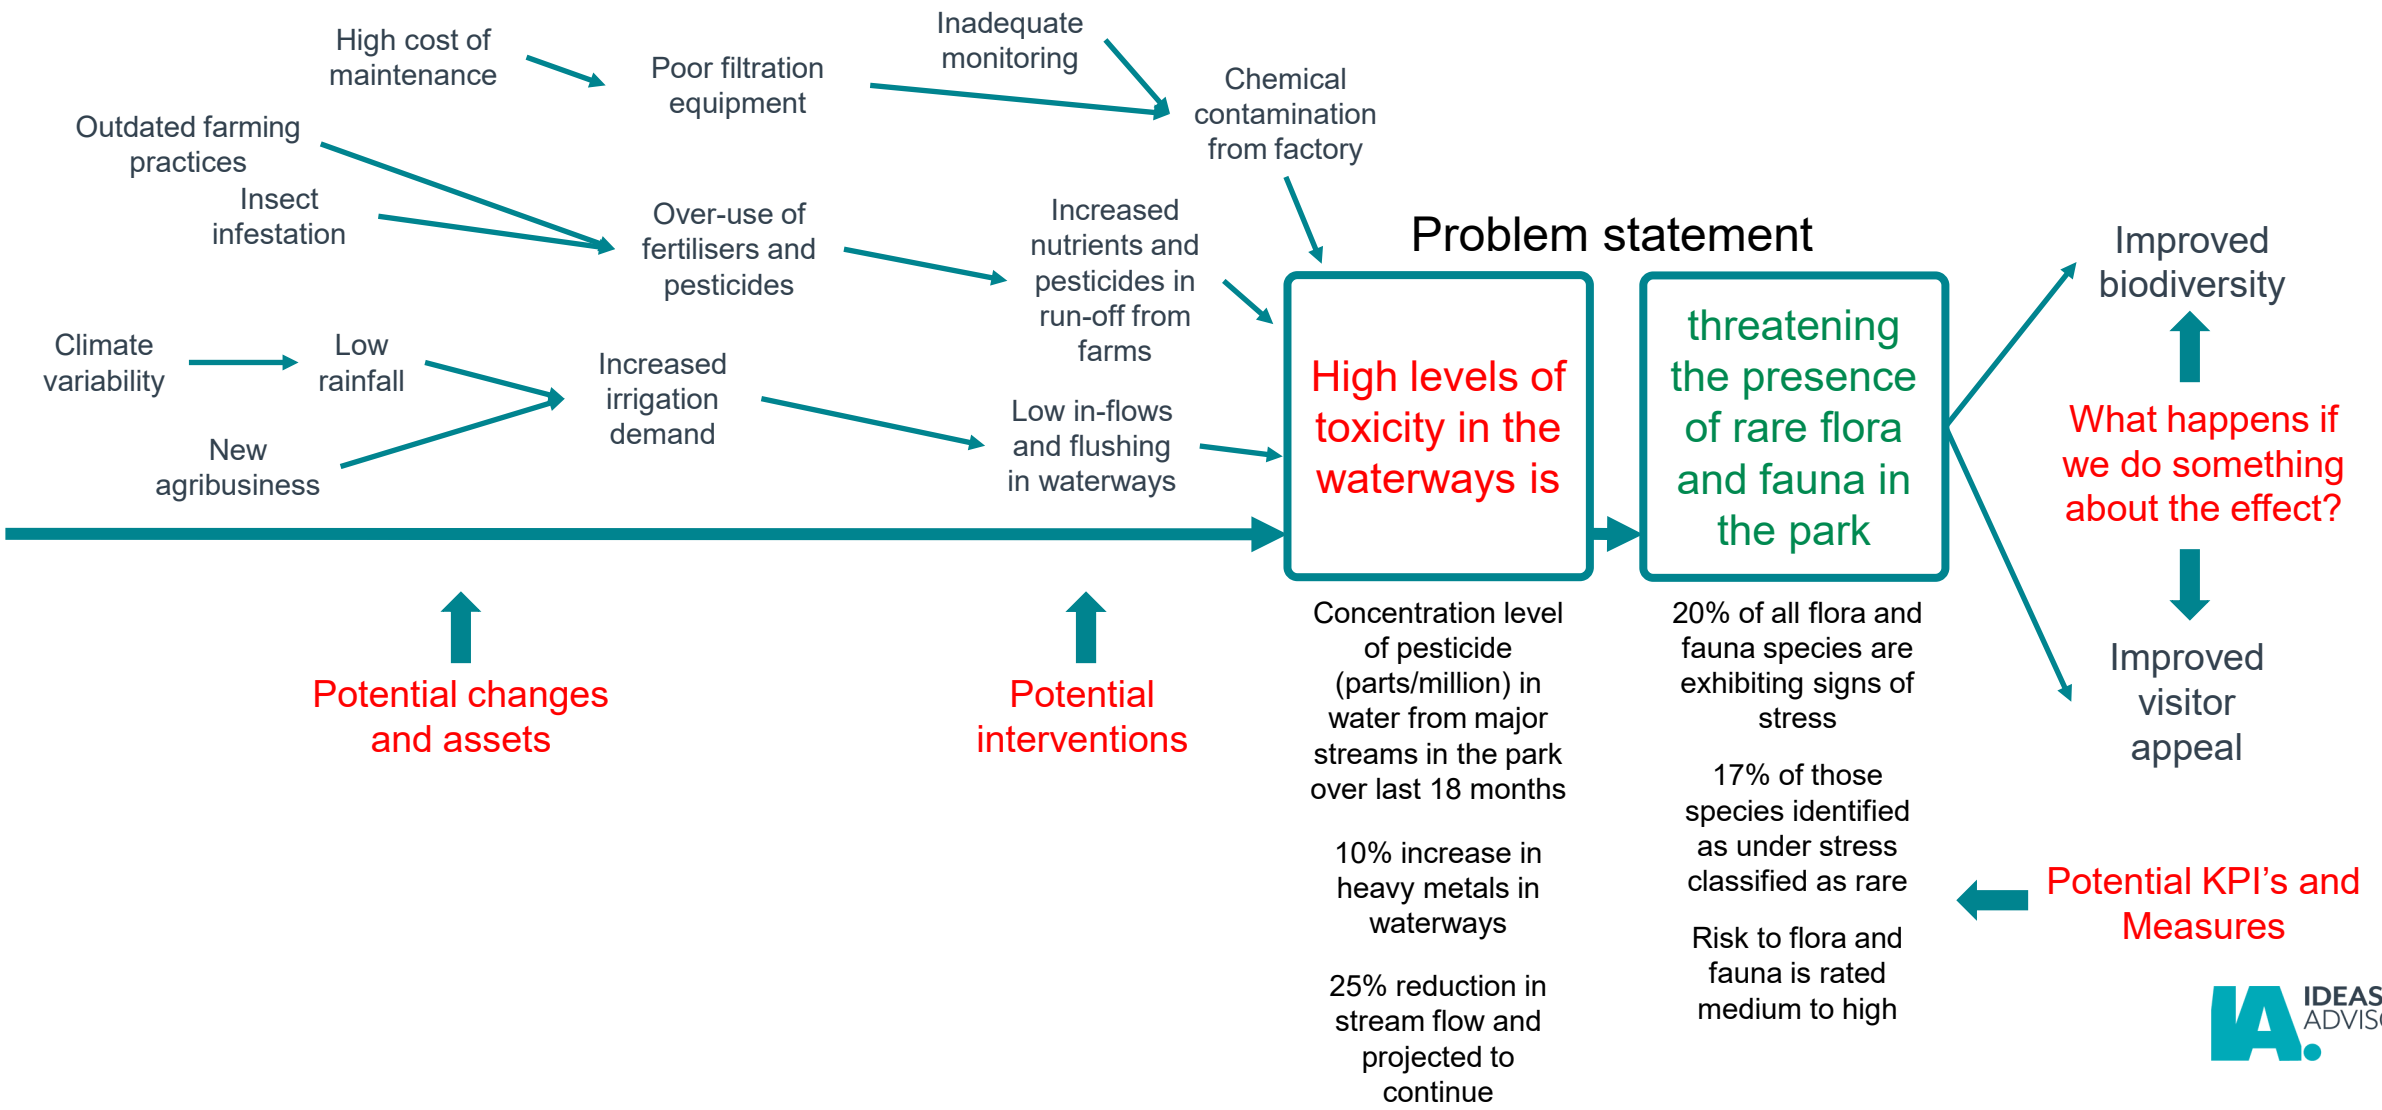 High cost of
maintenance
Poor filtration
equipment
Inadequate
monitoring
Chemical
contamination
from factory
Outdated farming
practices
Insect
infestation
Over-use of
fertilisers and
pesticides
Increased
nutrients and
pesticides in
run-off from
farms
Climate
variability
Low
rainfall
New
agribusiness
Increased
irrigation
demand
Low in-flows
and flushing
in waterways
Problem statement
High levels of
toxicity in the
waterways is
threatening
the presence
of rare flora
and fauna in
the park
Improved
biodiversity
What happens if
we do something
about the effect?
Improved
visitor
appeal
Potential changes
and assets
Potential
interventions
Concentration level
of pesticide
(parts/million) in
water from major
streams in the park
over last 18 months
10% increase in
heavy metals in
waterways
25% reduction in
stream flow and
projected to
continue
20% of all flora and
fauna species are
exhibiting signs of
stress
17% of those
species identified
as under stress
classified as rare
Risk to flora and
fauna is rated
medium to high
Potential KPI’s and
Measures
IA.
IDEAS